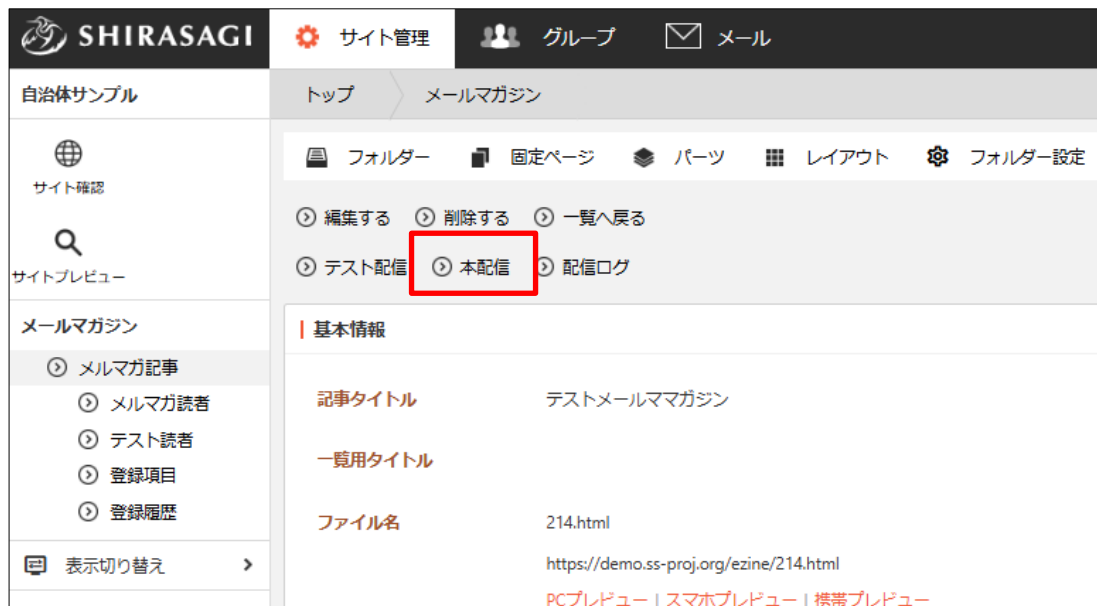 SHIRASAGI サイト管理 グループ メール
自治体サンプル
トップ メールマガジン
サイト確認
サイトプレビュー
フォルダー 固定ページ パーツ レイアウト フォルダー設定
編集する 削除する 一覧へ戻る
テスト配信 本配信 配信ログ
メールマガジン
メルマガ記事
メルマガ読者
テスト読者
登録項目
登録履歴
表示切り替え
基本情報
記事タイトル テストメールママガジン
一覧用タイトル
ファイル名 214.html
https://demo.ss-proj.org/ezine/214.html
PCプレビュー | スマホプレビュー | 携帯プレビュー